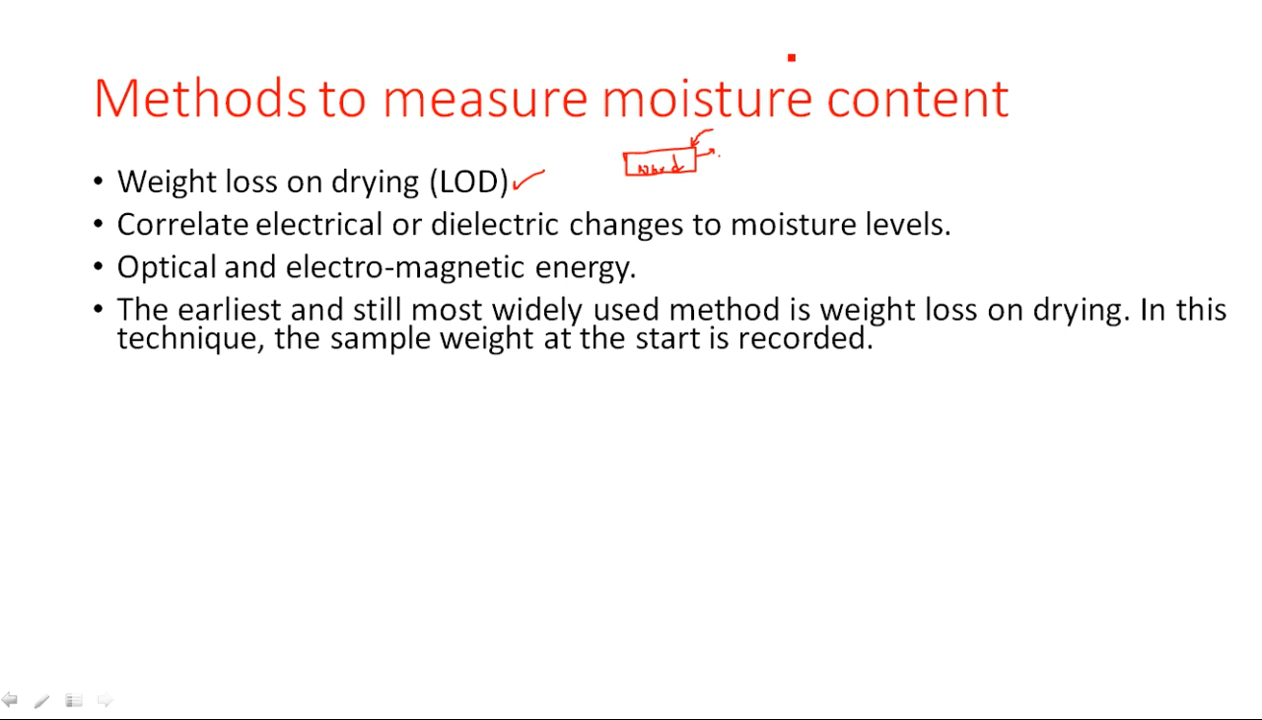 Methods to measure moisture content
• Weight loss on drying (LOD)
• Correlate electrical or dielectric changes to moisture levels.
• Optical and electro-magnetic energy.
• The earliest and still most widely used method is weight loss on drying. In this
technique, the sample weight at the start is recorded.